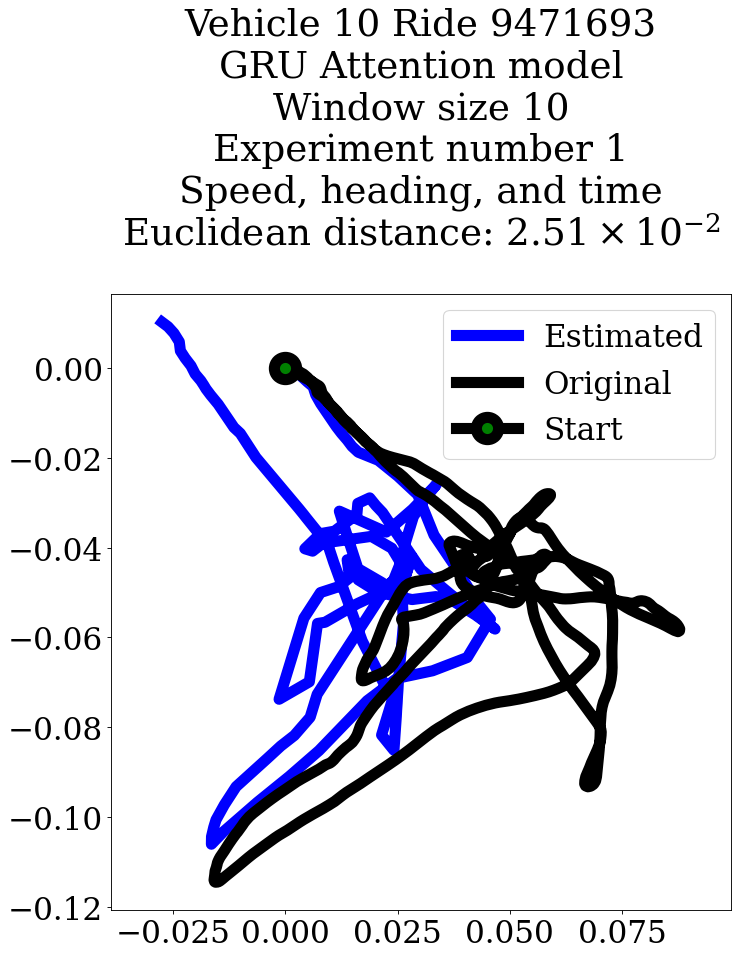 Vehicle 10 Ride 9471693
GRU Attention model
Window size 10
Experiment number 1
Speed, heading, and time
Euclidean distance: 2.51 × 10⁻²
Estimated
Original
Start
0.00
−0.02
−0.04
−0.06
−0.08
−0.10
−0.12
−0.025 0.000 0.025 0.050 0.075